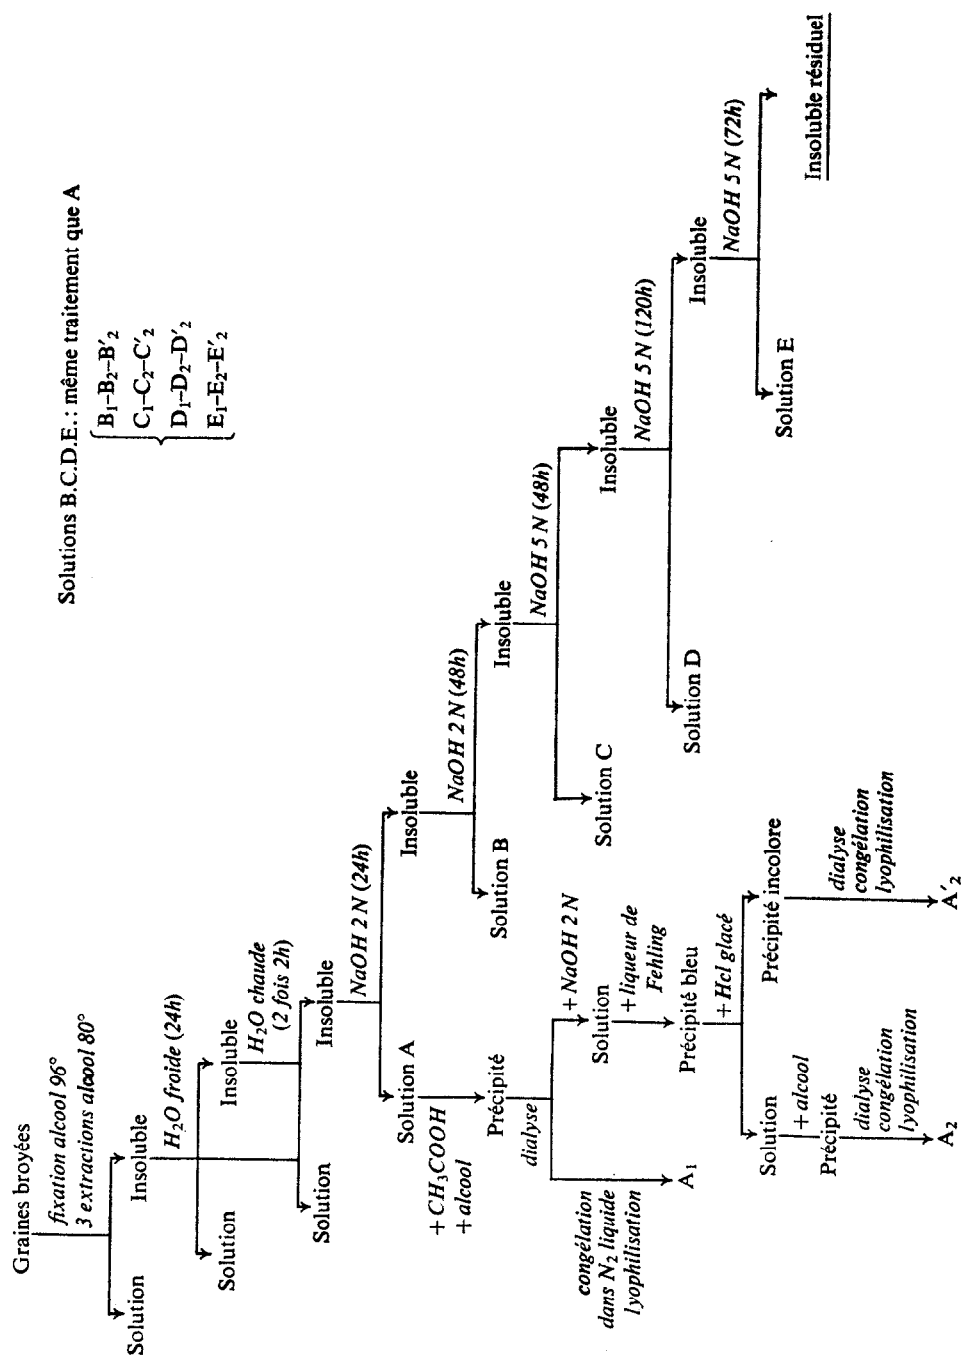 Graines broyées
fixation alcool 96°
3 extractions alcool 80°
Solution
Insoluble
H₂O froide (24h)
Solution
Insoluble
H₂O chaude
(2 fois 2h)
Solution
Insoluble
NaOH 2 N (24h)
Solution A
Insoluble
+ CH₃COOH
+ alcool
Précipité
dialyse
congélation
dans N₂ liquide
lyophilisation
A₁
+ NaOH 2 N
Solution
+ liqueur de
Fehling
Précipité bleu
+ Hcl glacé
Solution
+ alcool
Précipité
dialyse
congélation
lyophilisation
A₂
Précipité incolore
dialyse
congélation
lyophilisation
A′₂
NaOH 2 N (48h)
Solution B
Insoluble
NaOH 5 N (48h)
Solution C
Insoluble
NaOH 5 N (120h)
Solution D
Insoluble
NaOH 5 N (72h)
Solution E
Insoluble résiduel
Solutions B.C.D.E.: même traitement que A
B₁–B₂–B′₂
C₁–C₂–C′₂
D₁–D₂–D′₂
E₁–E₂–E′₂